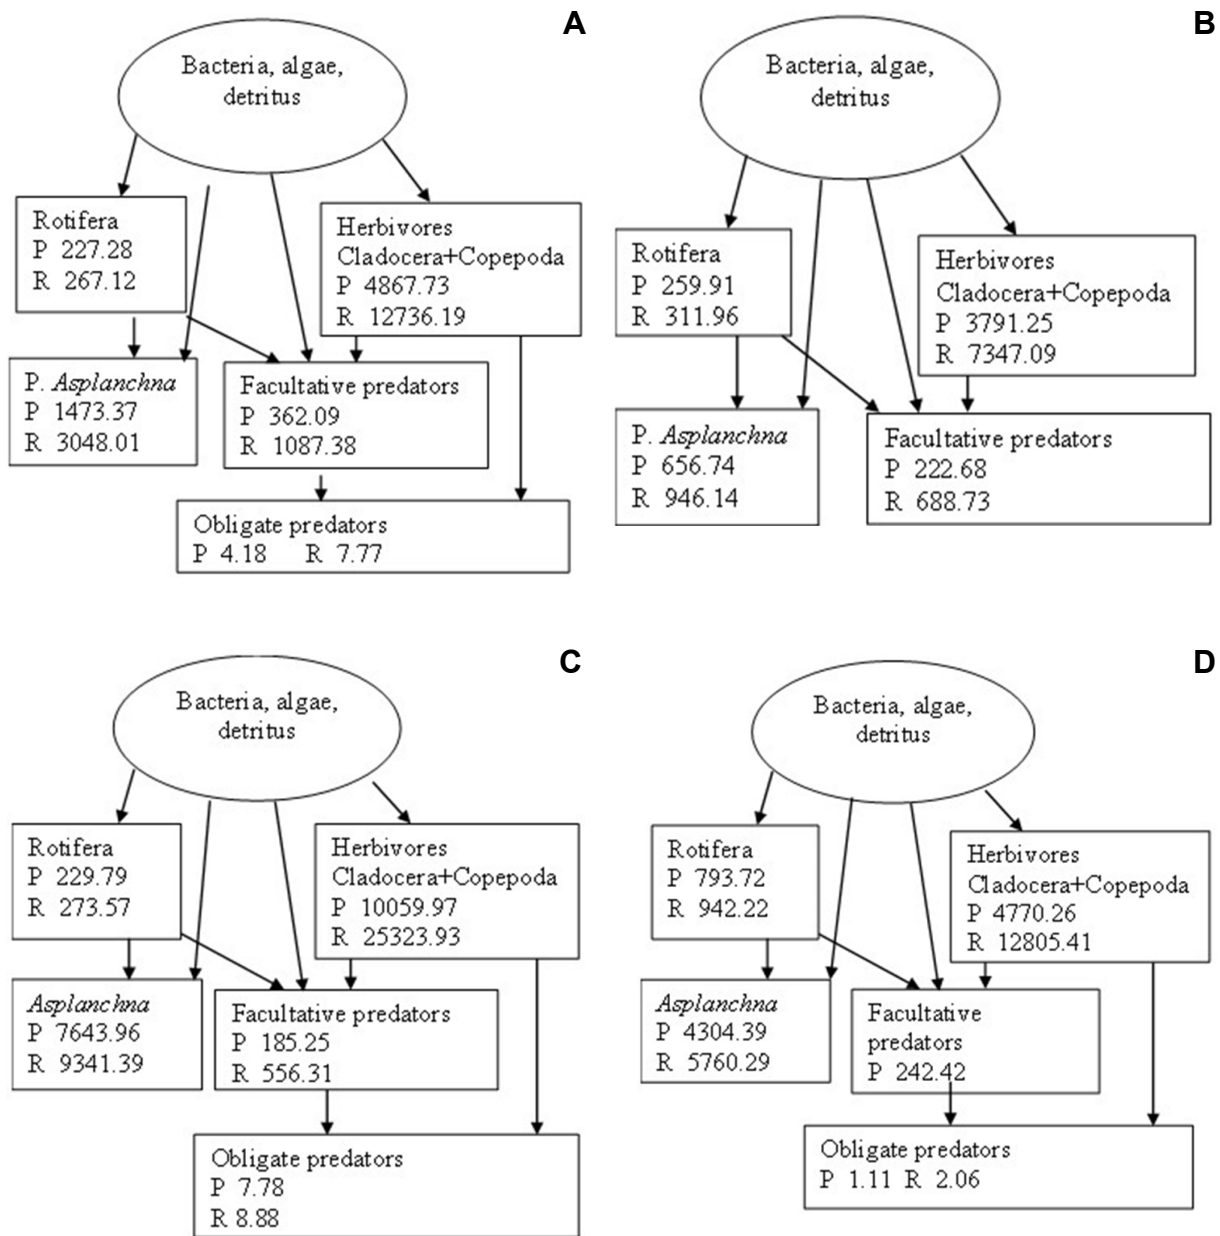 A
Bacteria, algae,
detritus
Rotifera
P 227.28
R 267.12
Herbivores
Cladocera+Copepoda
P 4867.73
R 12736.19
P. Asplanchna
P 1473.37
R 3048.01
Facultative predators
P 362.09
R 1087.38
Obligate predators
P 4.18 R 7.77
B
Bacteria, algae,
detritus
Rotifera
P 259.91
R 311.96
Herbivores
Cladocera+Copepoda
P 3791.25
R 7347.09
P. Asplanchna
P 656.74
R 946.14
Facultative predators
P 222.68
R 688.73
C
Bacteria, algae,
detritus
Rotifera
P 229.79
R 273.57
Herbivores
Cladocera+Copepoda
P 10059.97
R 25323.93
Asplanchna
P 7643.96
R 9341.39
Facultative predators
P 185.25
R 556.31
Obligate predators
P 7.78
R 8.88
D
Bacteria, algae,
detritus
Rotifera
P 793.72
R 942.22
Herbivores
Cladocera+Copepoda
P 4770.26
R 12805.41
Asplanchna
P 4304.39
R 5760.29
Facultative
predators
P 242.42
Obligate predators
P 1.11 R 2.06